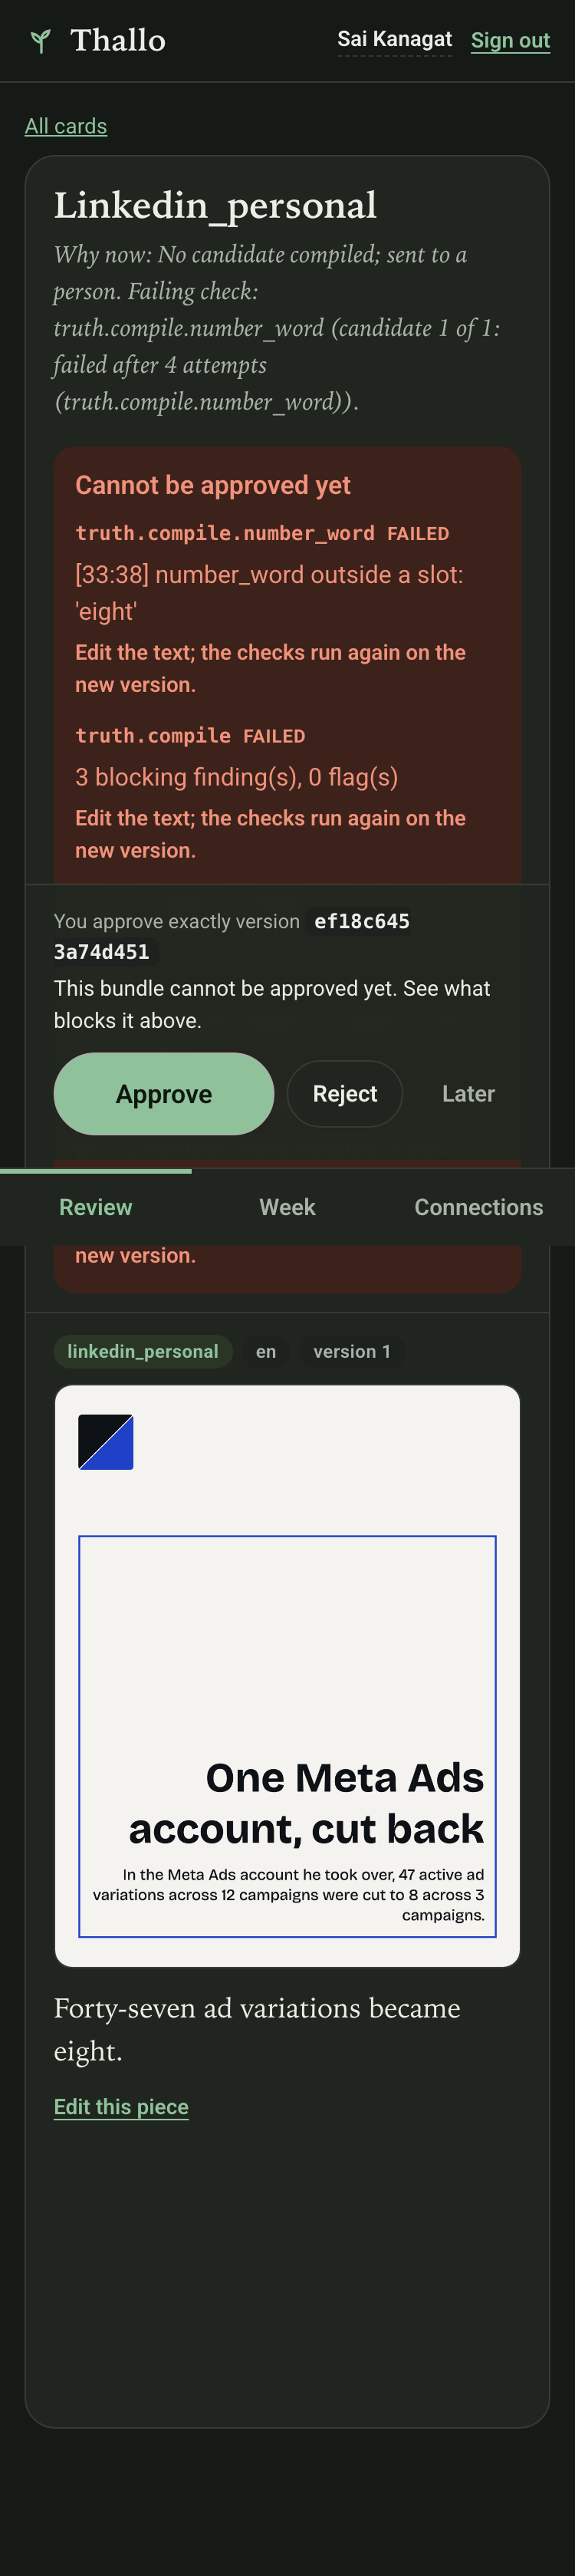 Thallo
Sai Kanagat
Sign out
All cards
Linkedin_personal
Why now: No candidate compiled; sent to a
person. Failing check:
truth.compile.number_word (candidate 1 of 1:
failed after 4 attempts
(truth.compile.number_word)).
Cannot be approved yet
truth.compile.number_word FAILED
[33:38] number_word outside a slot:
'eight'
Edit the text; the checks run again on the
new version.
truth.compile FAILED
3 blocking finding(s), 0 flag(s)
Edit the text; the checks run again on the
new version.
You approve exactly version ef18c645
3a74d451
This bundle cannot be approved yet. See what
blocks it above.
Approve
Reject
Later
Review
Week
Connections
new version.
linkedin_personal
en
version 1
One Meta Ads
account, cut back
In the Meta Ads account he took over, 47 active ad
variations across 12 campaigns were cut to 8 across 3
campaigns.
Forty-seven ad variations became
eight.
Edit this piece